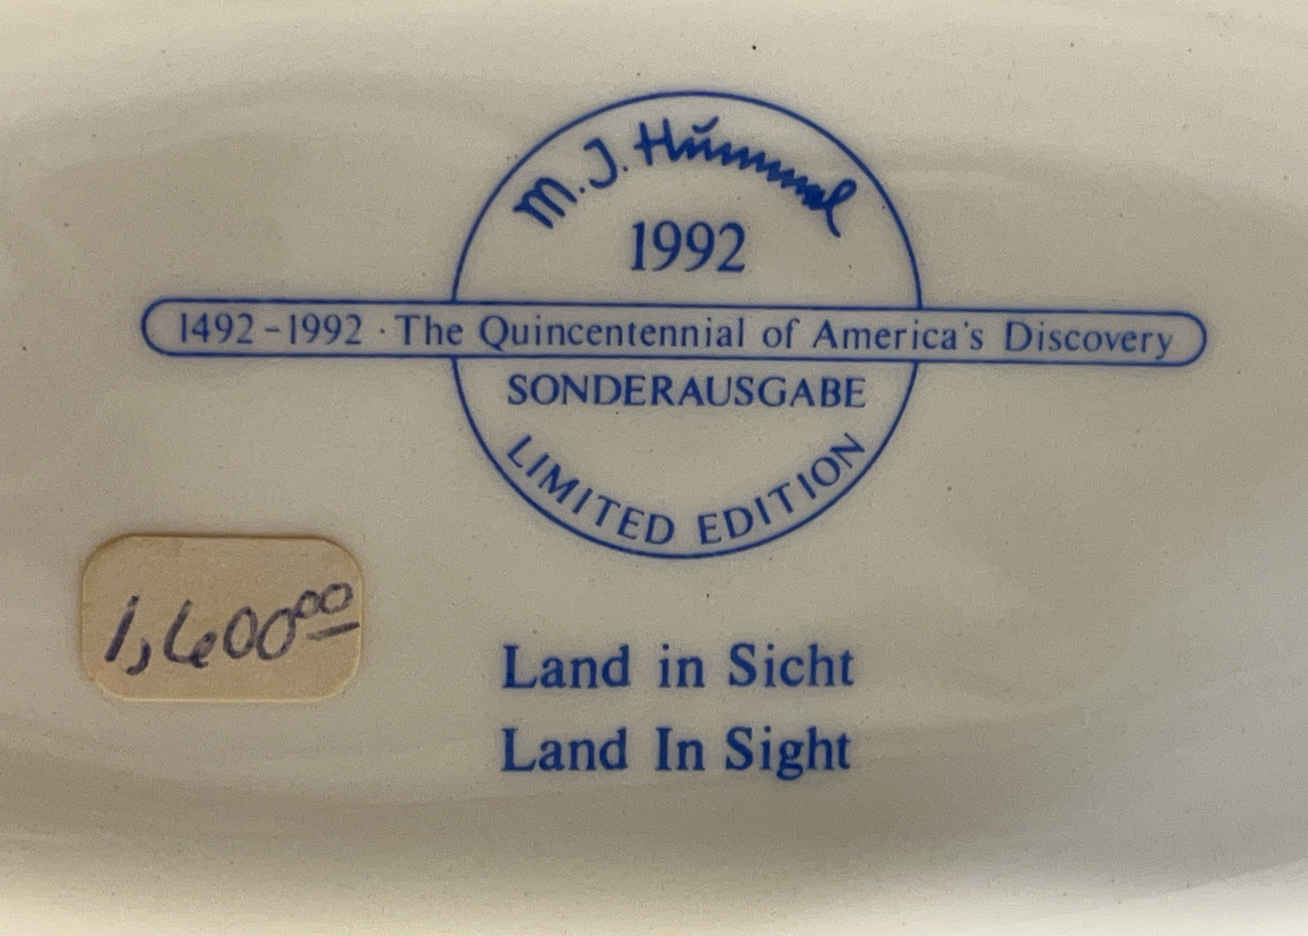 M. J. Hummel
1992
1492-1992 · The Quincentennial of America's Discovery
SONDERAUSGABE
LIMITED EDITION
1,600.00
Land in Sicht
Land In Sight